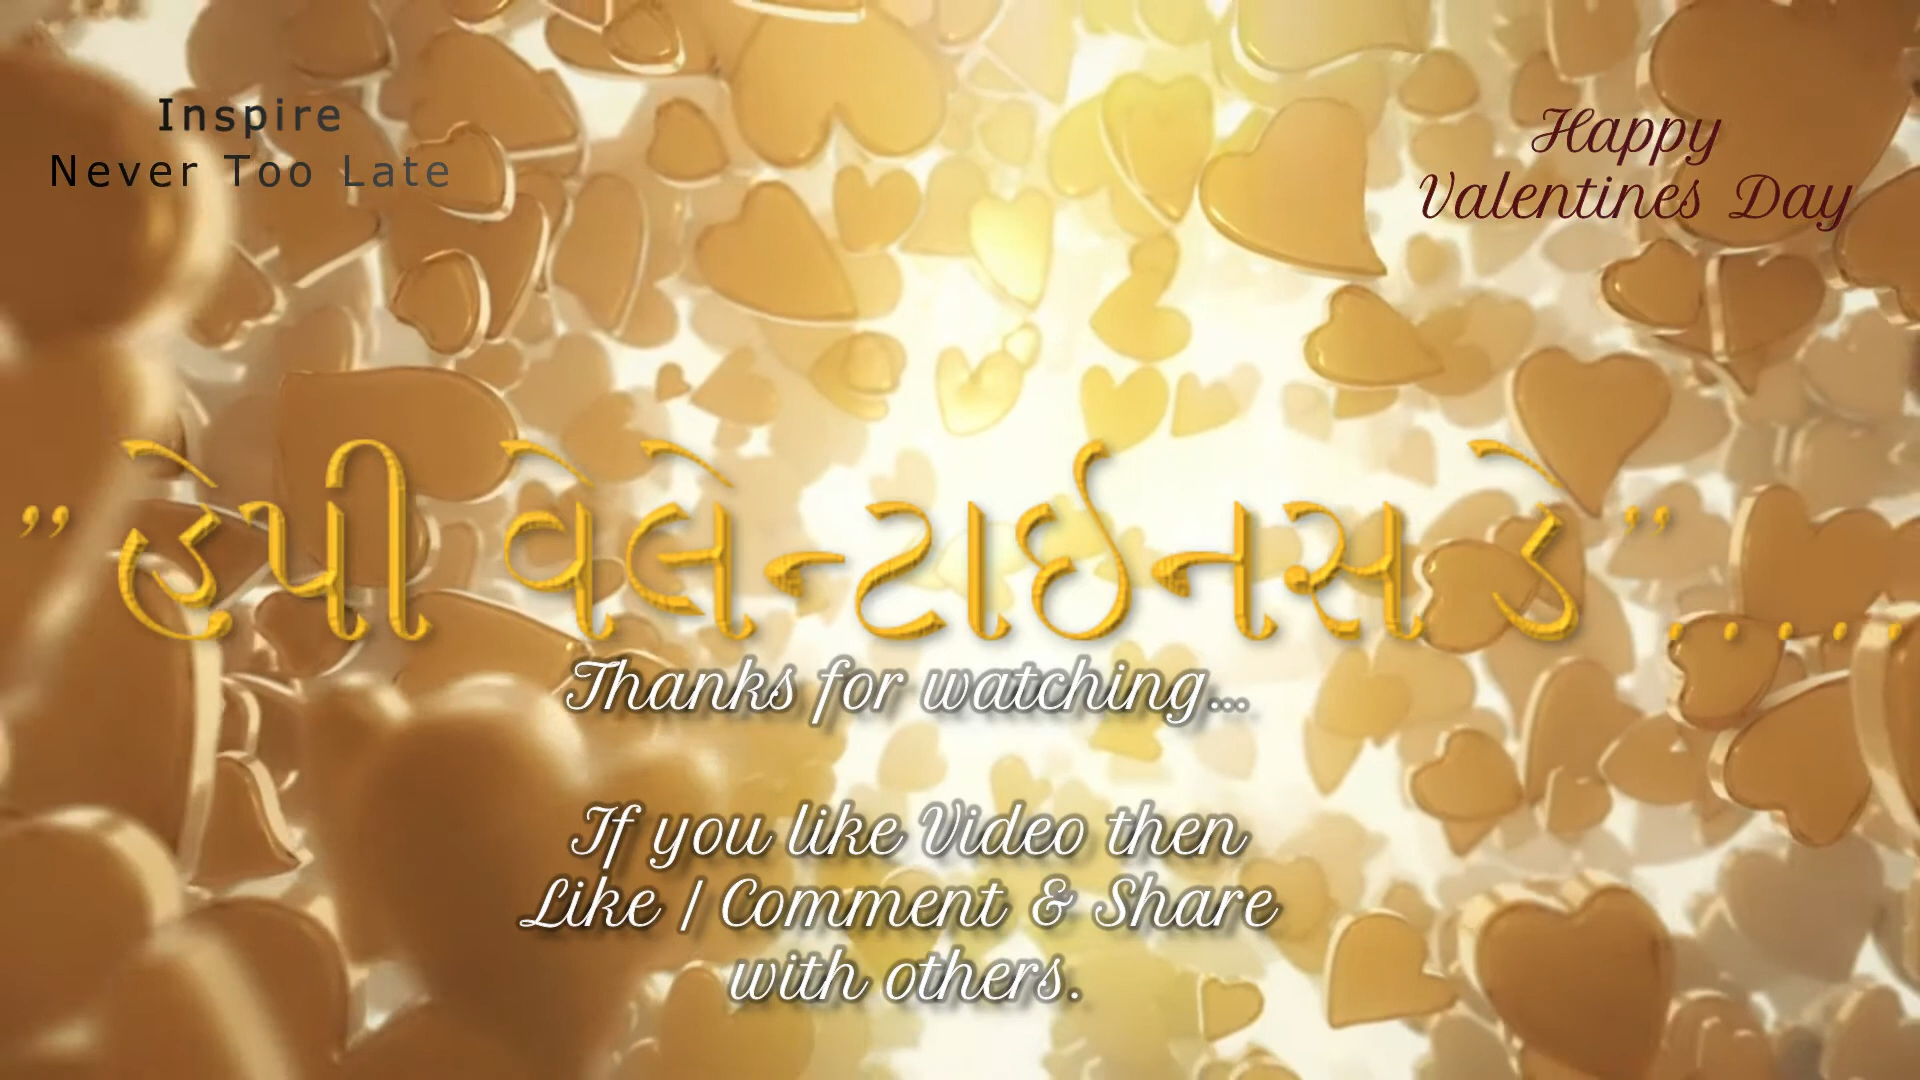 Inspire
Never Too Late
Happy
Valentines Day
” હેપી વેલેન્ટાઈનસ ડે ” .....
Thanks for watching...
If you like Video then
Like / Comment & Share
with others.